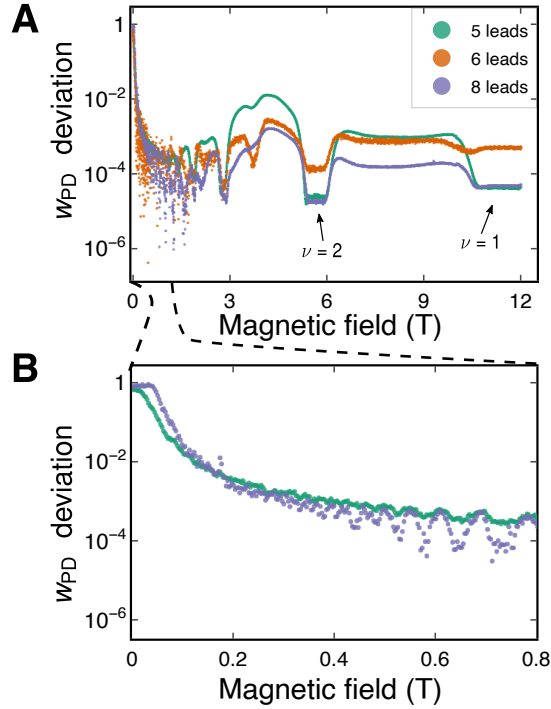 A
w_PD deviation
1
10⁻²
10⁻⁴
10⁻⁶
5 leads
6 leads
8 leads
ν = 2
ν = 1
0 3 6 9 12
Magnetic field (T)
B
w_PD deviation
1
10⁻²
10⁻⁴
10⁻⁶
0 0.2 0.4 0.6 0.8
Magnetic field (T)